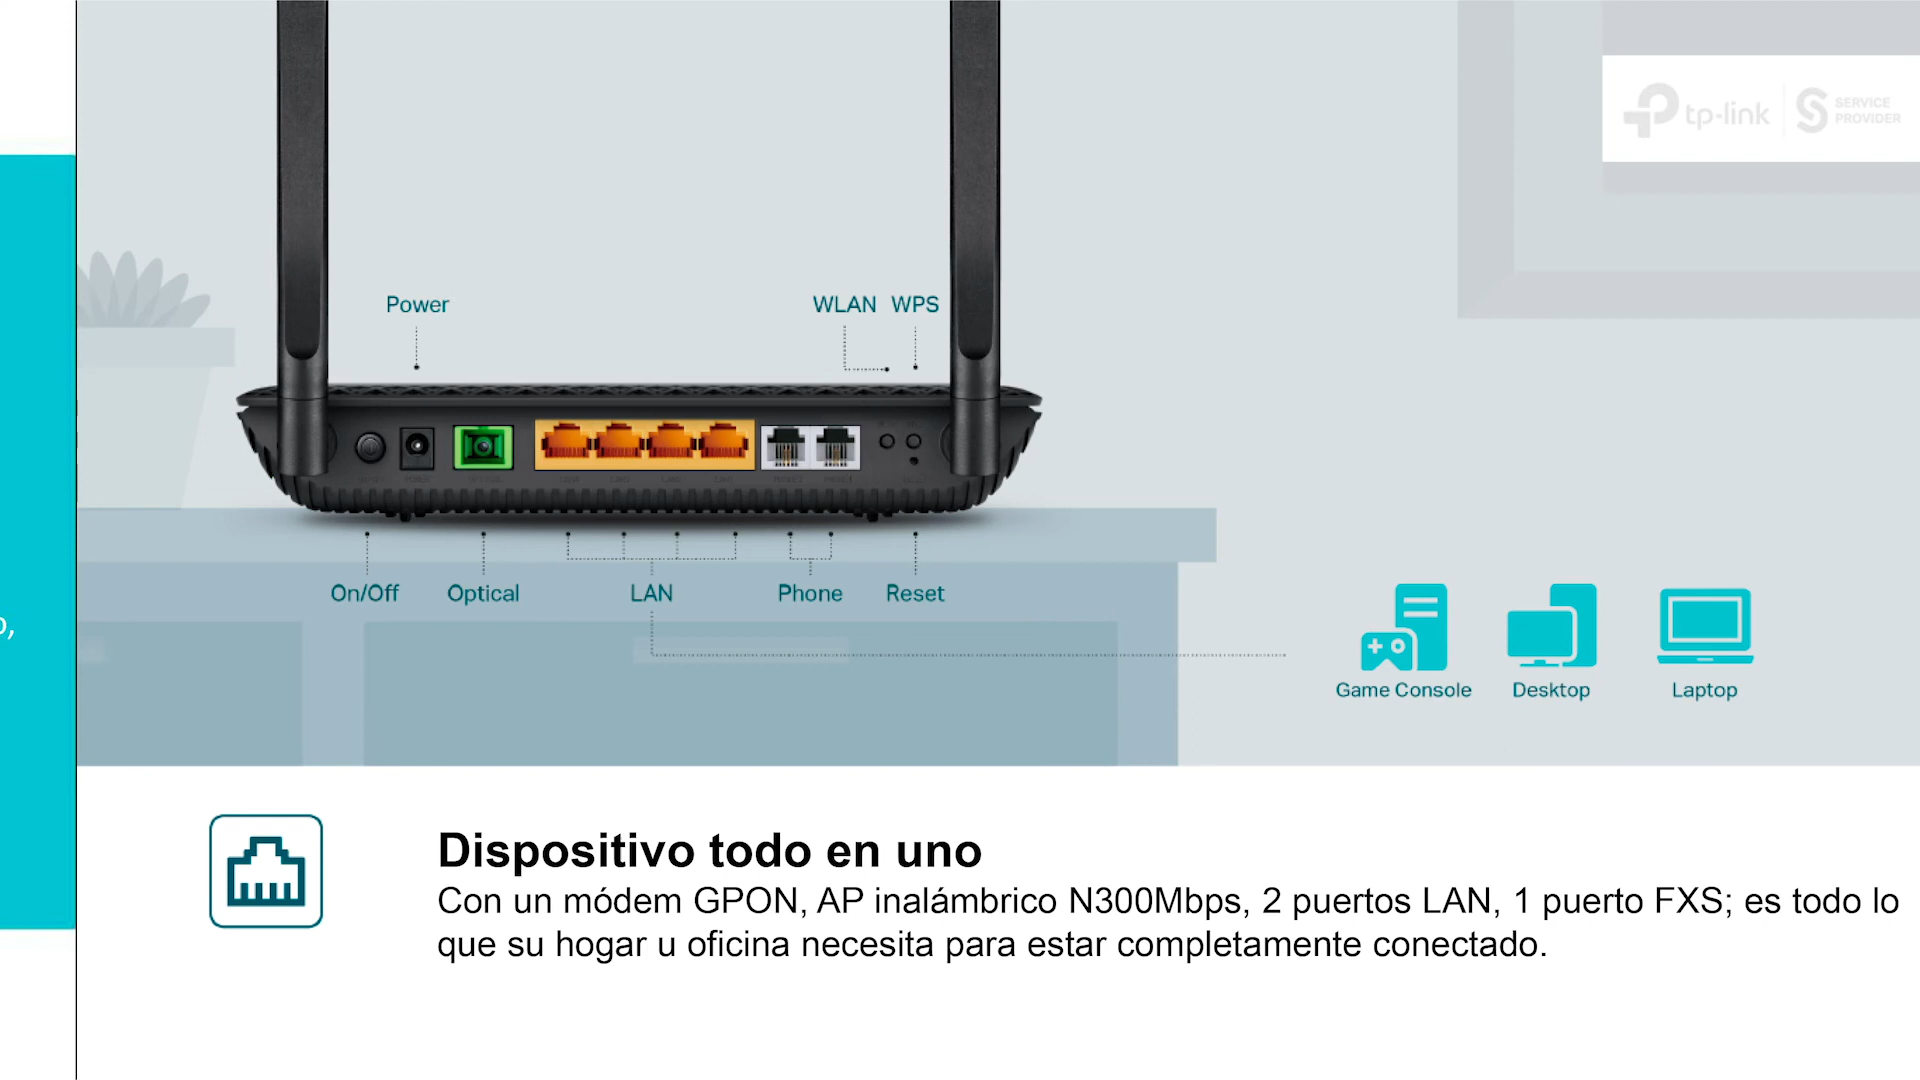 tp-link
SERVICE
PROVIDER
Power
WLAN WPS
On/Off Optical LAN Phone Reset
o,
Game Console Desktop Laptop
Dispositivo todo en uno
Con un módem GPON, AP inalámbrico N300Mbps, 2 puertos LAN, 1 puerto FXS; es todo lo
que su hogar u oficina necesita para estar completamente conectado.